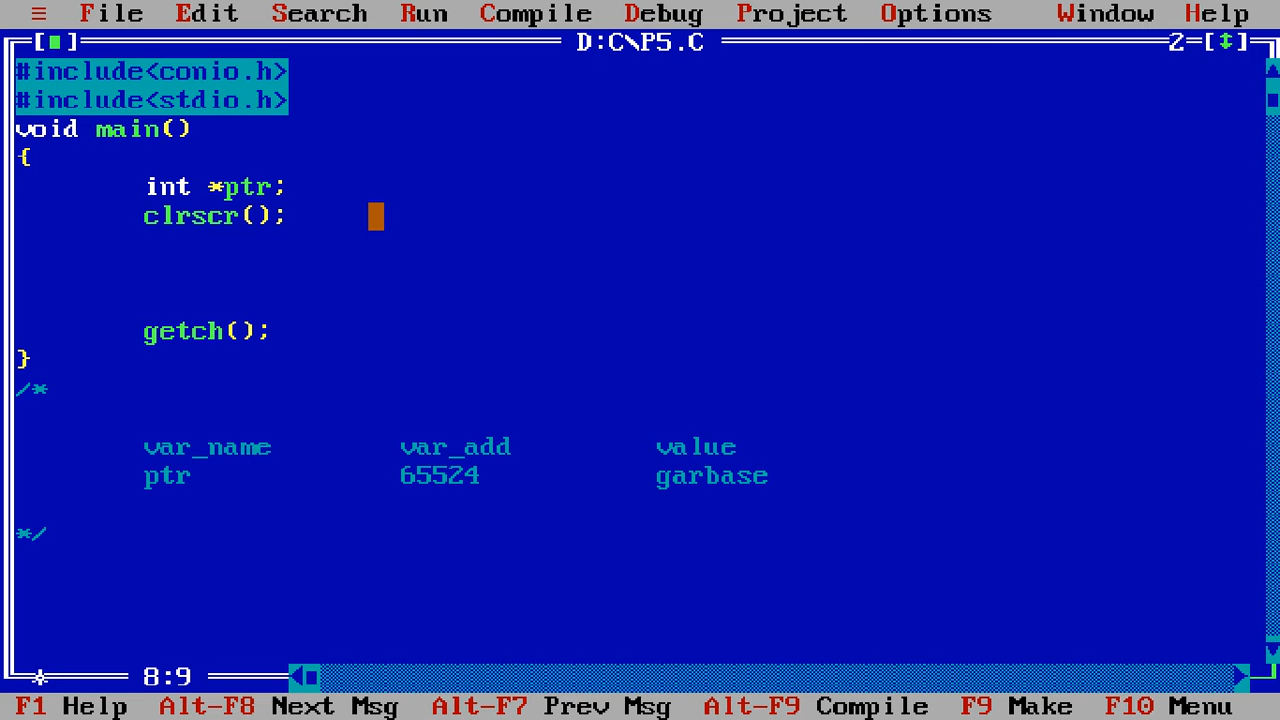 ≡ File Edit Search Run Compile Debug Project Options Window Help
[■] D:C\P5.C 2=[↕]
#include<conio.h>
#include<stdio.h>
void main()
{
int *ptr;
clrscr();
getch();
}
/*
var_name var_add value
ptr 65524 garbase
*/
* 8:9
F1 Help Alt-F8 Next Msg Alt-F7 Prev Msg Alt-F9 Compile F9 Make F10 Menu